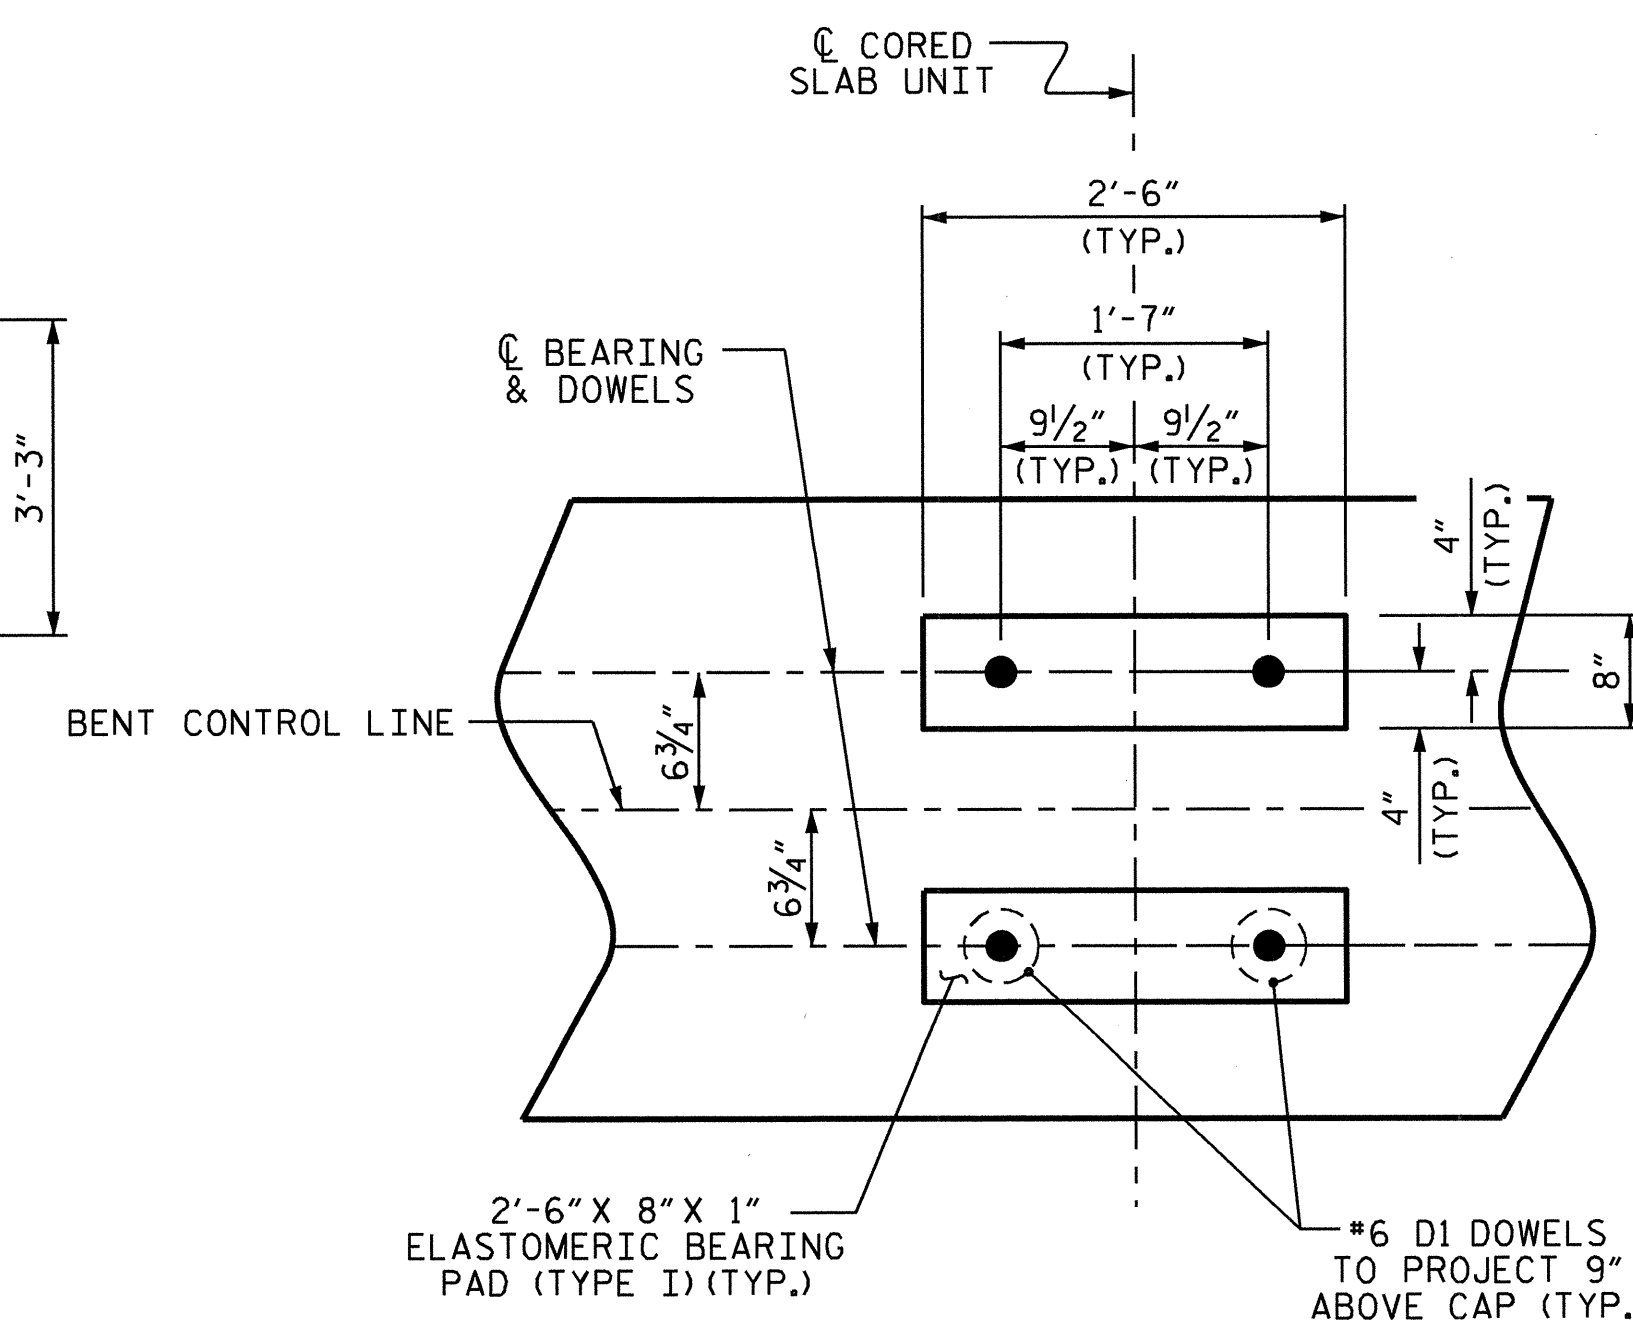 ℄ CORED
SLAB UNIT
2'-6"
(TYP.)
1'-7"
(TYP.)
℄ BEARING
& DOWELS
9½" 9½"
(TYP.) (TYP.)
3'-3"
4"
(TYP.)
8"
BENT CONTROL LINE
6¾"
4"
(TYP.)
6¾"
2'-6" X 8" X 1"
ELASTOMERIC BEARING
PAD (TYPE I)(TYP.)
#6 D1 DOWELS
TO PROJECT 9"
ABOVE CAP (TYP.